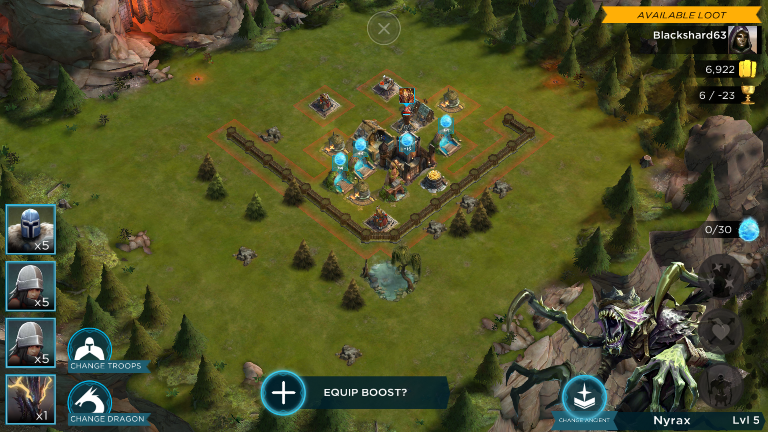 AVAILABLE LOOT
Blackshard63
6,922
6 / -23
0/30
x5
x5
x5
x1
CHANGE TROOPS
CHANGE DRAGON
EQUIP BOOST?
CHANGE ANCIENT
Nyrax
Lvl 5